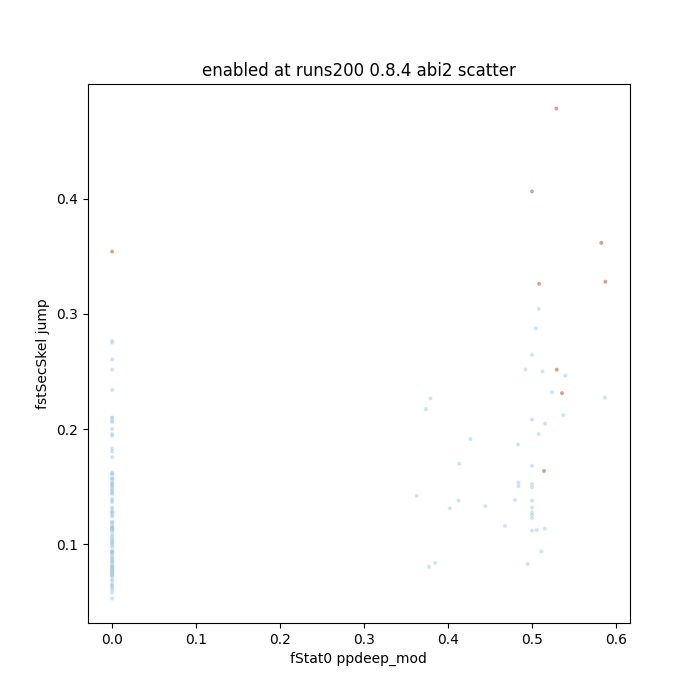 enabled at runs200 0.8.4 abi2 scatter
fstSecSkel jump
0.4
0.3
0.2
0.1
0.0 0.1 0.2 0.3 0.4 0.5 0.6
fStat0 ppdeep_mod